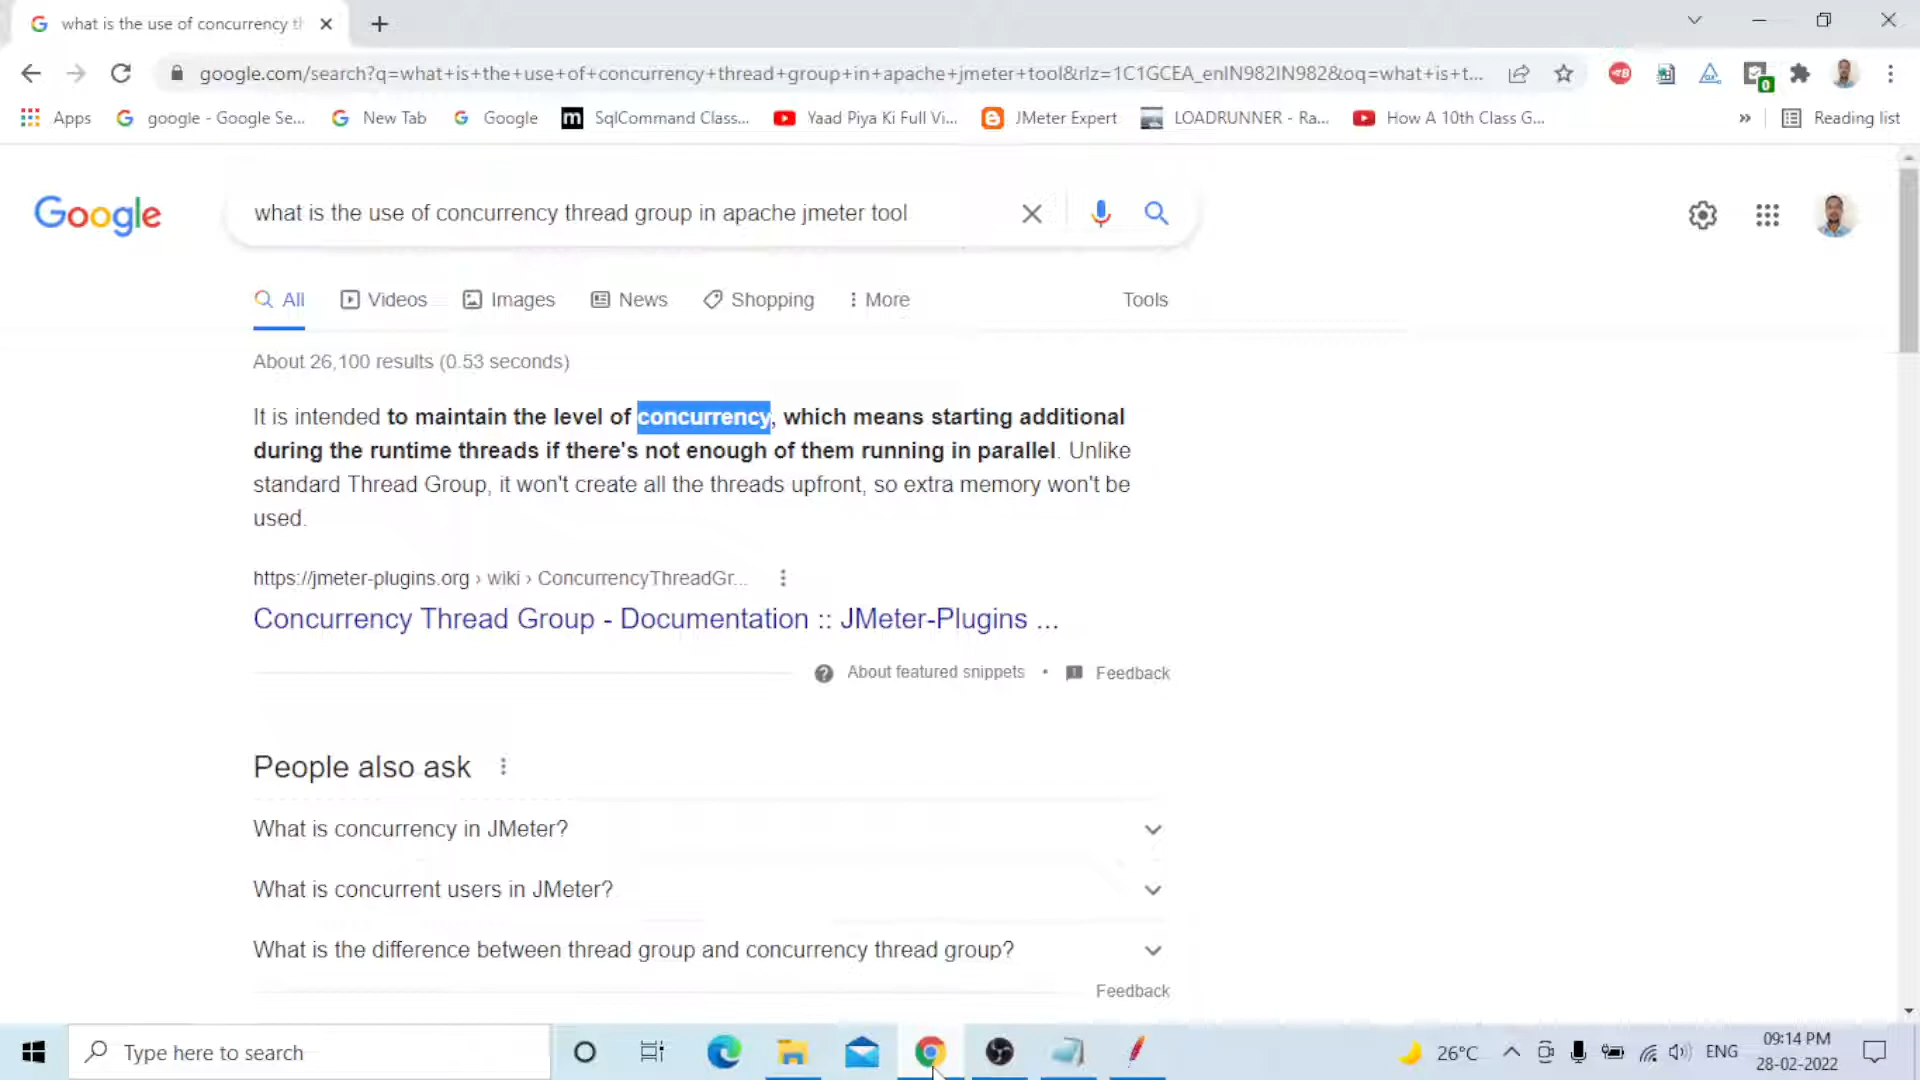 what is the use of concurrency th
google.com/search?q=what+is+the+use+of+concurrency+thread+group+in+apache+jmeter+tool&rlz=1C1GCEA_enIN982IN982&oq=what+is+t...
0
Apps
google - Google Se...
New Tab
Google
m SqlCommand Class...
Yaad Piya Ki Full Vi...
JMeter Expert
LOADRUNNER - Ra...
How A 10th Class G...
»
Reading list
Google
what is the use of concurrency thread group in apache jmeter tool
All
Videos
Images
News
Shopping
More
Tools
About 26,100 results (0.53 seconds)
It is intended to maintain the level of concurrency, which means starting additional
during the runtime threads if there's not enough of them running in parallel. Unlike
standard Thread Group, it won't create all the threads upfront, so extra memory won't be
used.
https://jmeter-plugins.org › wiki › ConcurrencyThreadGr...
Concurrency Thread Group - Documentation :: JMeter-Plugins ...
About featured snippets • Feedback
People also ask
What is concurrency in JMeter?
What is concurrent users in JMeter?
What is the difference between thread group and concurrency thread group?
Feedback
Type here to search
26°C
ENG
09:14 PM
28-02-2022